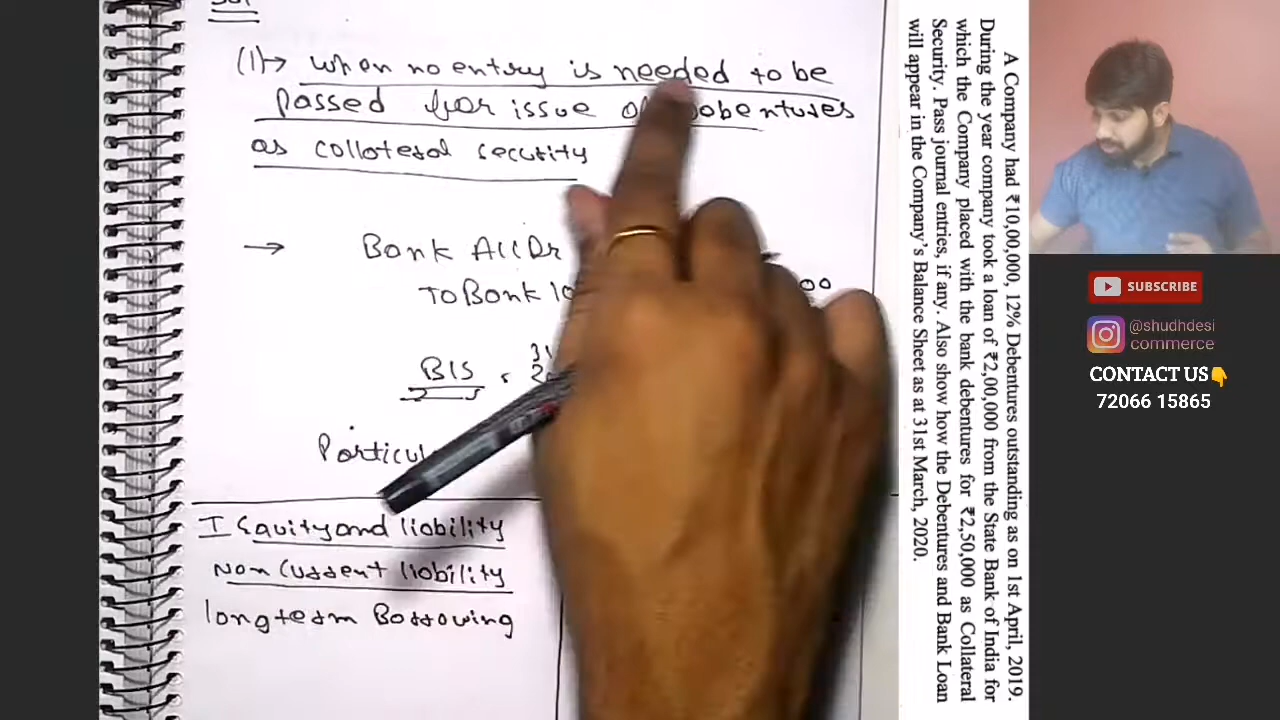 Sol
(1)→ when no entry is needed to be
passed for issue of Debentures
as collateral security
→ Bank A/C Dr
To Bank lo
00
B/S
31
Particul
I Equity and liability
Non Current liability
long term Borrowing
A Company had ₹10,00,000, 12% Debentures outstanding as on 1st April, 2019.
During the year company took a loan of ₹2,00,000 from the State Bank of India for
which the Company placed with the bank debentures for ₹2,50,000 as Collateral
Security. Pass journal entries, if any. Also show how the Debentures and Bank Loan
will appear in the Company's Balance Sheet as at 31st March, 2020.
SUBSCRIBE
@shudhdesi
commerce
CONTACT US👇
72066 15865